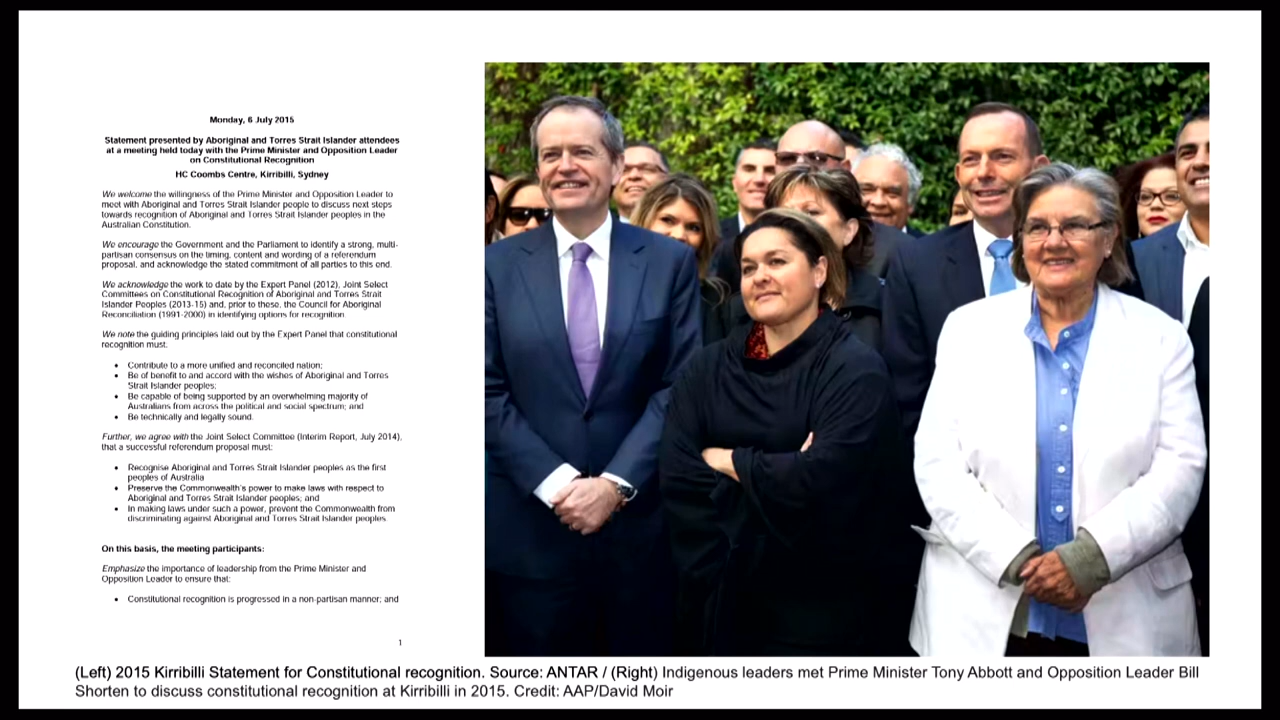 Monday, 6 July 2015
Statement presented by Aboriginal and Torres Strait Islander attendees
at a meeting held today with the Prime Minister and Opposition Leader
on Constitutional Recognition
HC Coombs Centre, Kirribilli, Sydney
We welcome the willingness of the Prime Minister and Opposition Leader to
meet with Aboriginal and Torres Strait Islander people to discuss next steps
towards recognition of Aboriginal and Torres Strait Islander peoples in the
Australian Constitution.
We encourage the Government and the Parliament to identify a strong, multi-
partisan consensus on the timing, content and wording of a referendum
proposal, and acknowledge the stated commitment of all parties to this end.
We acknowledge the work to date by the Expert Panel (2012), Joint Select
Committees on Constitutional Recognition of Aboriginal and Torres Strait
Islander Peoples (2013-15) and, prior to those, the Council for Aboriginal
Reconciliation (1991-2000) in identifying options for recognition
We note the guiding principles laid out by the Expert Panel that constitutional
recognition must:
• Contribute to a more unified and reconciled nation;
• Be of benefit to and accord with the wishes of Aboriginal and Torres
Strait Islander peoples;
• Be capable of being supported by an overwhelming majority of
Australians from across the political and social spectrum; and
• Be technically and legally sound.
Further, we agree with the Joint Select Committee (Interim Report, July 2014),
that a successful referendum proposal must:
• Recognise Aboriginal and Torres Strait Islander peoples as the first
peoples of Australia
• Preserve the Commonwealth's power to make laws with respect to
Aboriginal and Torres Strait Islander peoples; and
• In making laws under such a power, prevent the Commonwealth from
discriminating against Aboriginal and Torres Strait Islander peoples.
On this basis, the meeting participants:
Emphasize the importance of leadership from the Prime Minister and
Opposition Leader to ensure that:
• Constitutional recognition is progressed in a non-partisan manner; and
1
(Left) 2015 Kirribilli Statement for Constitutional recognition. Source: ANTAR / (Right) Indigenous leaders met Prime Minister Tony Abbott and Opposition Leader Bill
Shorten to discuss constitutional recognition at Kirribilli in 2015. Credit: AAP/David Moir